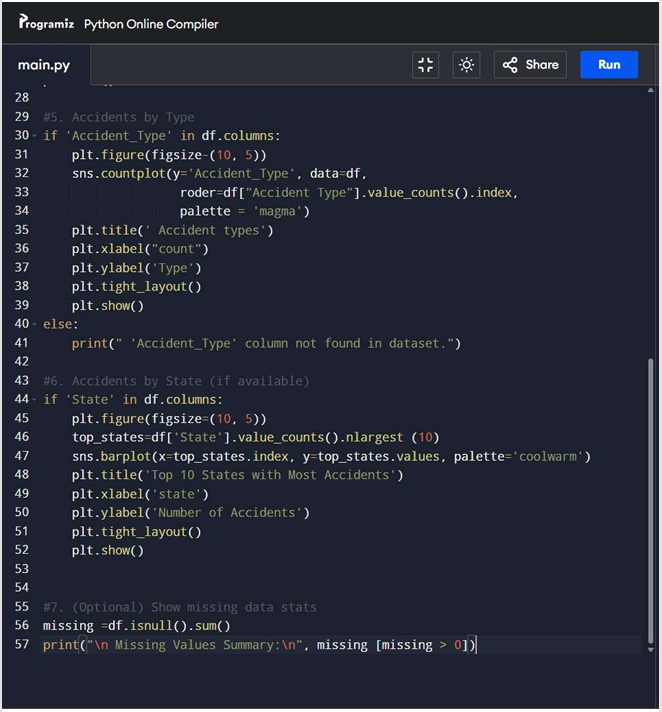 Programiz Python Online Compiler
main.py Share Run
28
29 #5. Accidents by Type
30 if 'Accident_Type' in df.columns:
31 plt.figure(figsize-(10, 5))
32 sns.countplot(y='Accident_Type', data=df,
33 roder=df["Accident Type"].value_counts().index,
34 palette = 'magma')
35 plt.title(' Accident types')
36 plt.xlabel("count")
37 plt.ylabel('Type')
38 plt.tight_layout()
39 plt.show()
40 else:
41 print(" 'Accident_Type' column not found in dataset.")
42
43 #6. Accidents by State (if available)
44 if 'State' in df.columns:
45 plt.figure(figsize=(10, 5))
46 top_states=df['State'].value_counts().nlargest (10)
47 sns.barplot(x=top_states.index, y=top_states.values, palette='coolwarm')
48 plt.title('Top 10 States with Most Accidents')
49 plt.xlabel('state')
50 plt.ylabel('Number of Accidents')
51 plt.tight_layout()
52 plt.show()
53
54
55 #7. (Optional) Show missing data stats
56 missing =df.isnull().sum()
57 print("\n Missing Values Summary:\n", missing [missing > 0])